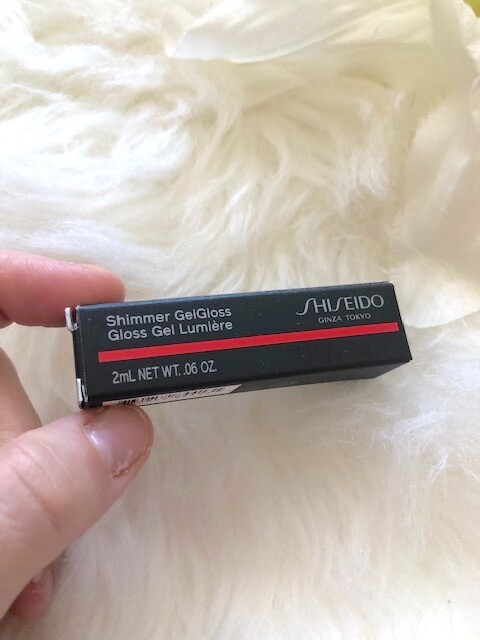 Shimmer GelGloss
Gloss Gel Lumière
SHISEIDO
GINZA TOKYO
2mL NET WT. .06 OZ.